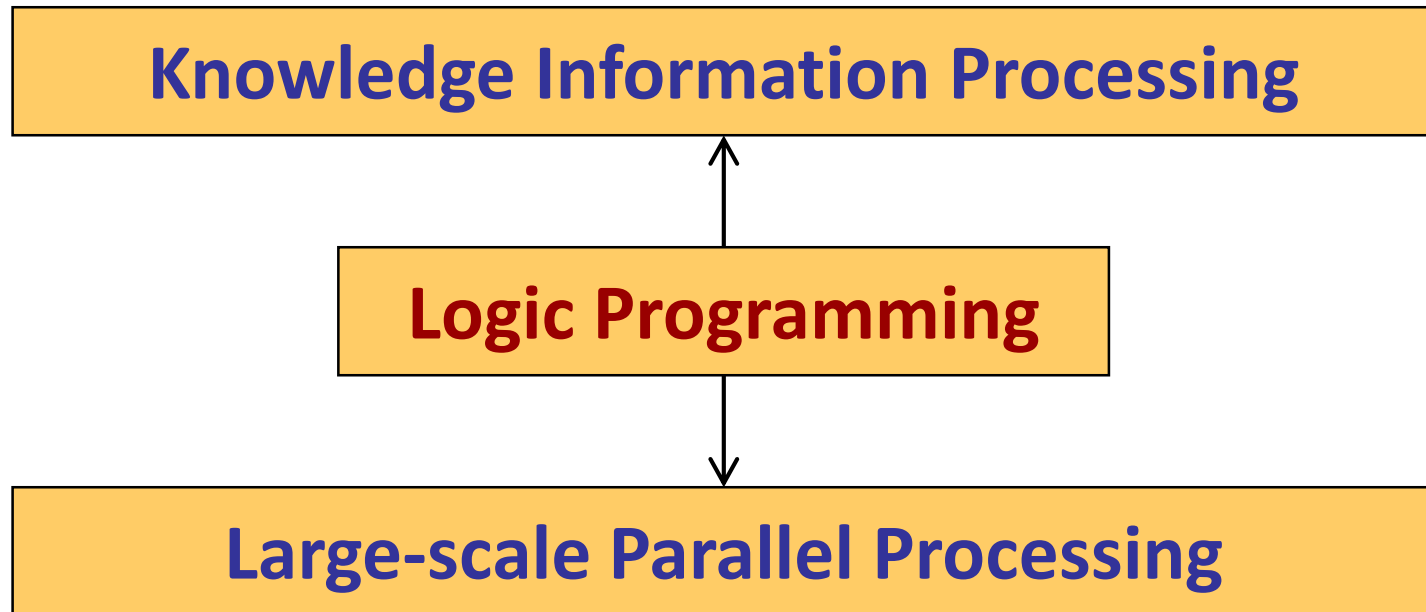 Knowledge Information Processing
Logic Programming
Large-scale Parallel Processing